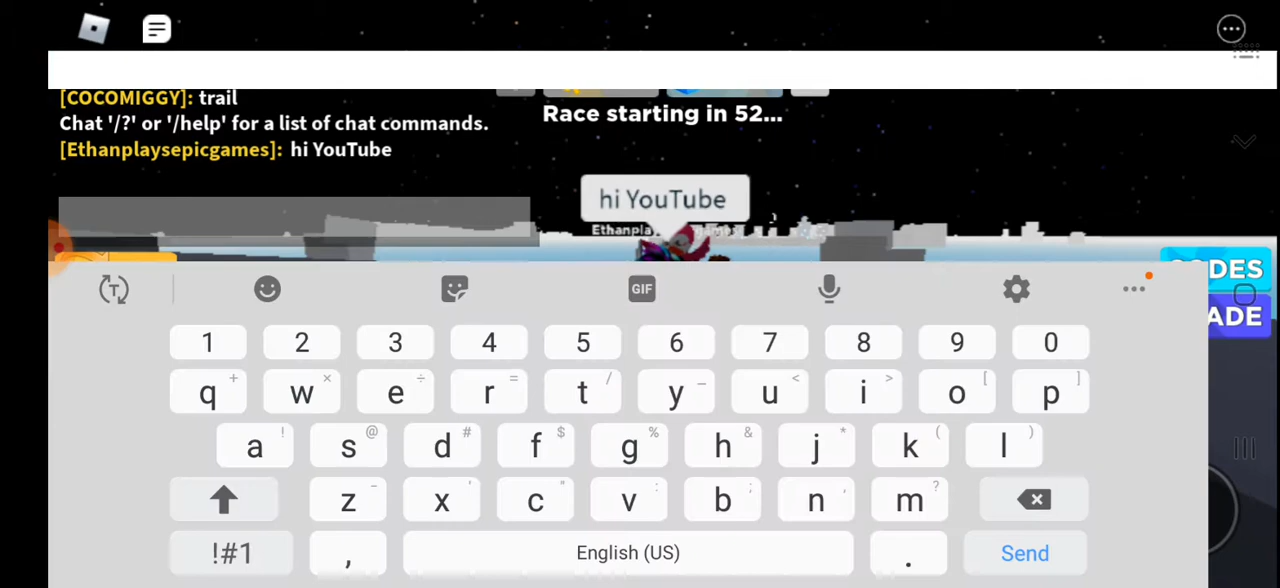 [COCOMIGGY]: trail
Chat '/?' or '/help' for a list of chat commands.
[Ethanplaysepicgames]: hi YouTube
Race starting in 52...
hi YouTube
GIF
1 2 3 4 5 6 7 8 9 0
q + w × e ÷ r = t / y _ u < i > o [ p ]
a ! s @ d # f $ g % h & j * k ( l )
z - x ' c " v : b ; n , m ?
!#1 , English (US) . Send